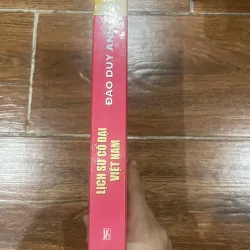 ĐÀO DUY ANH
LỊCH SỬ CỔ ĐẠI
VIỆT NAM